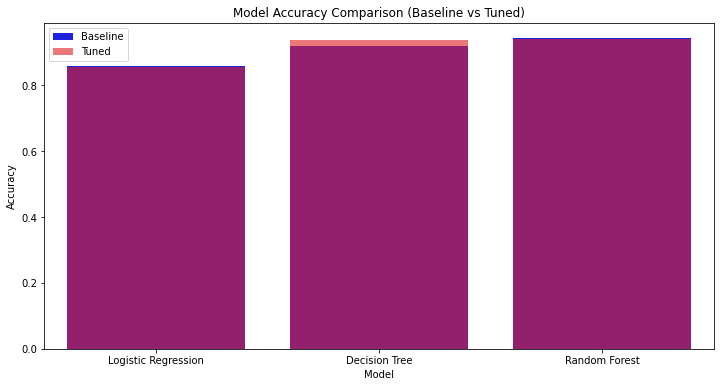 Model Accuracy Comparison (Baseline vs Tuned)
Baseline
Tuned
Accuracy
0.8
0.6
0.4
0.2
0.0
Logistic Regression
Decision Tree
Random Forest
Model